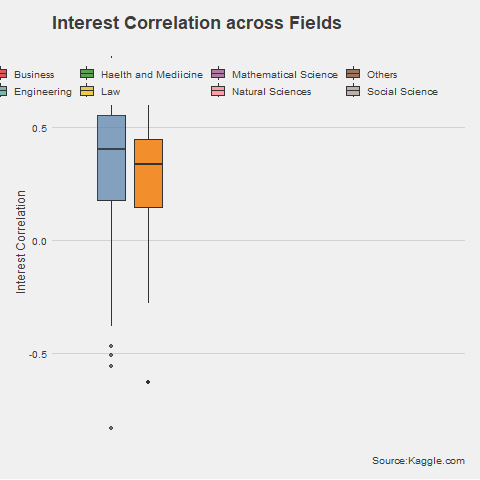 Interest Correlation across Fields
Business Haelth and Mediicine Mathematical Science Others
Engineering Law Natural Sciences Social Science
0.5
0.0
-0.5
Interest Correlation
Source:Kaggle.com